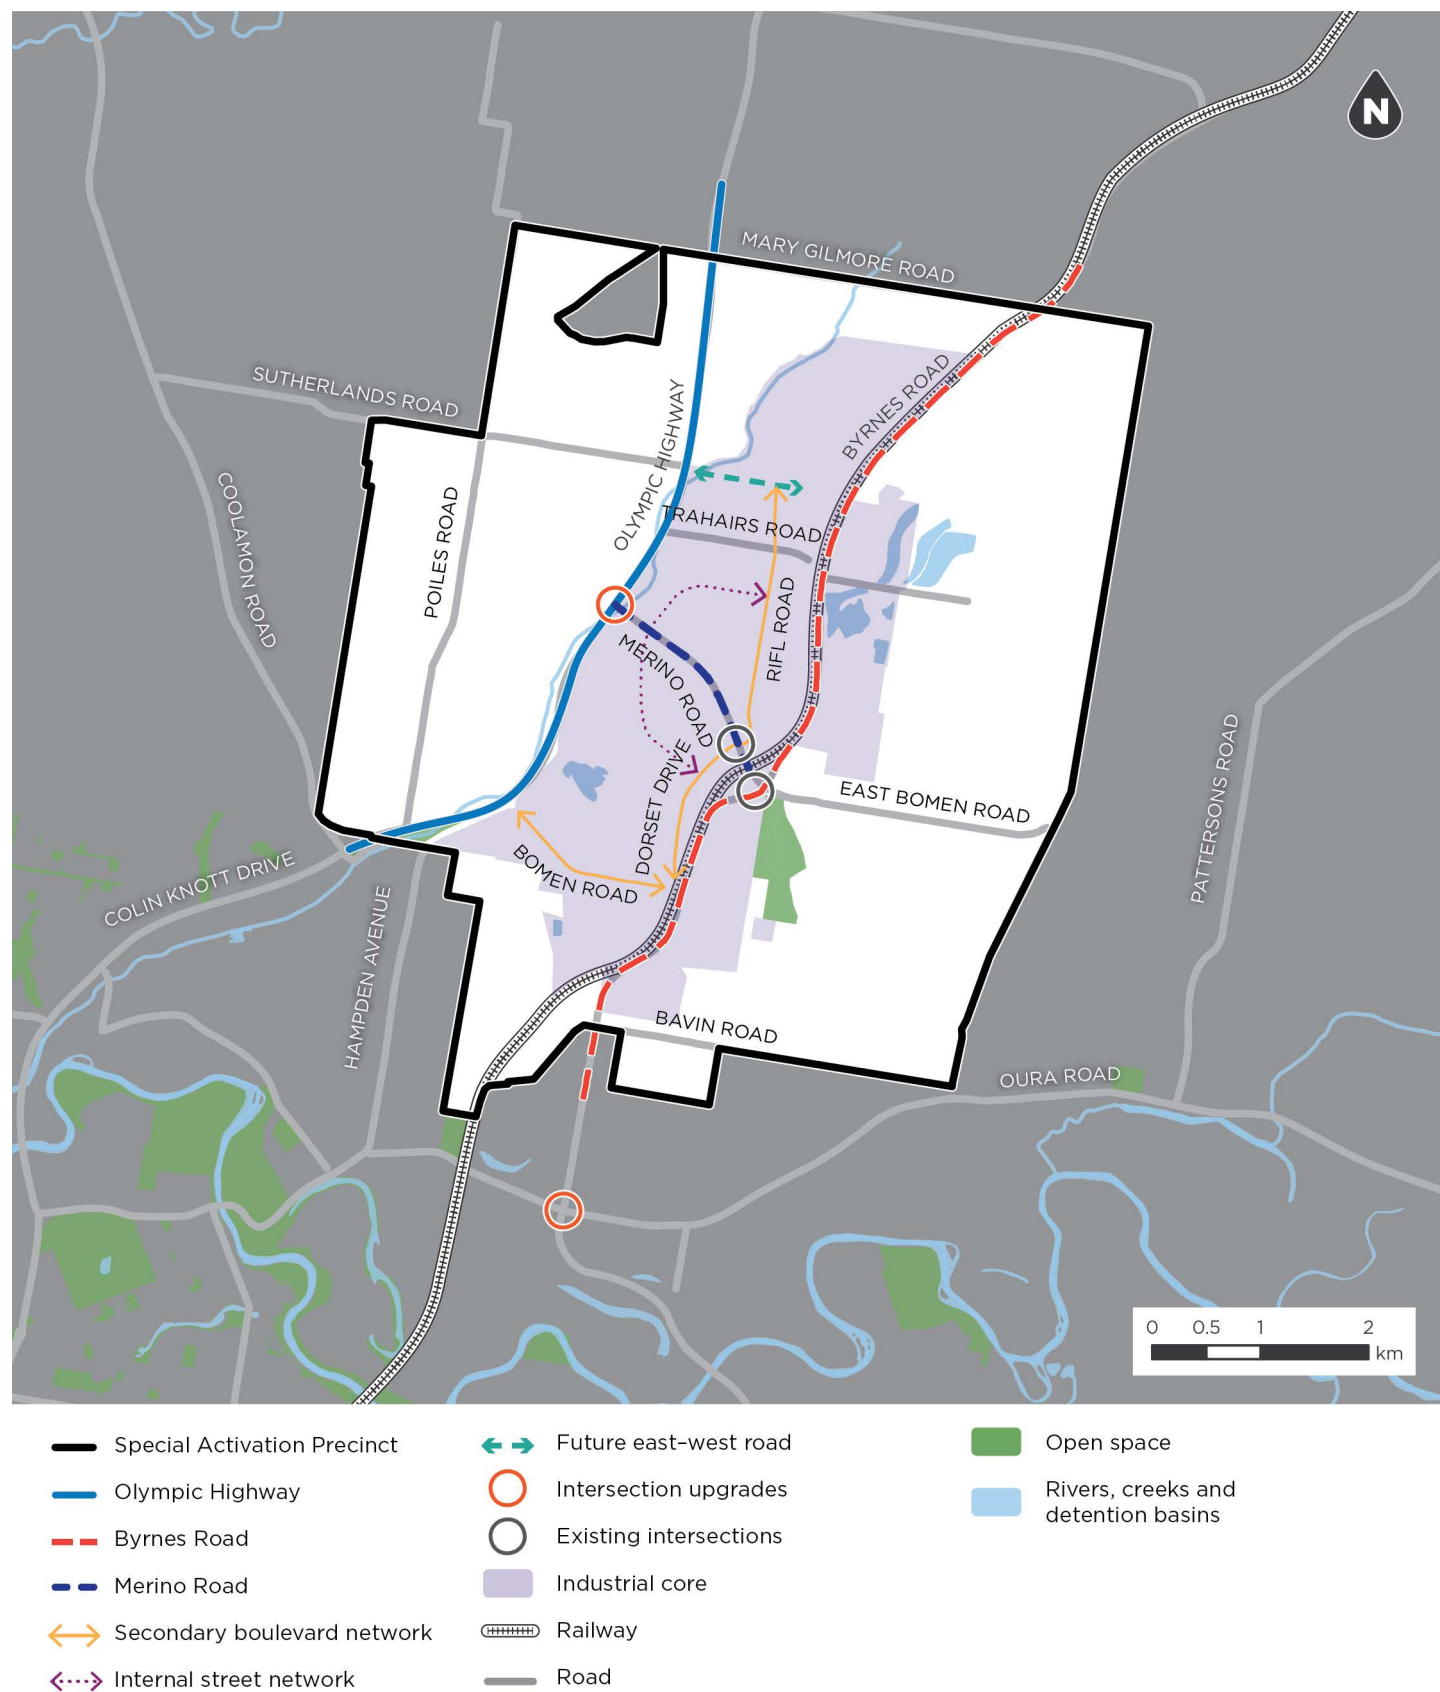 N
MARY GILMORE ROAD
SUTHERLANDS ROAD
BYRNES ROAD
OLYMPIC HIGHWAY
COOLAMON ROAD
POILES ROAD
TRAHAIRS ROAD
RIFL ROAD
MERINO ROAD
DORSET DRIVE
EAST BOMEN ROAD
PATTERSONS ROAD
BOMEN ROAD
COLIN KNOTT DRIVE
HAMPDEN AVENUE
BAVIN ROAD
OURA ROAD
0 0.5 1 2
km
Special Activation Precinct
Olympic Highway
Byrnes Road
Merino Road
Secondary boulevard network
Internal street network
Future east–west road
Intersection upgrades
Existing intersections
Industrial core
Railway
Road
Open space
Rivers, creeks and
detention basins